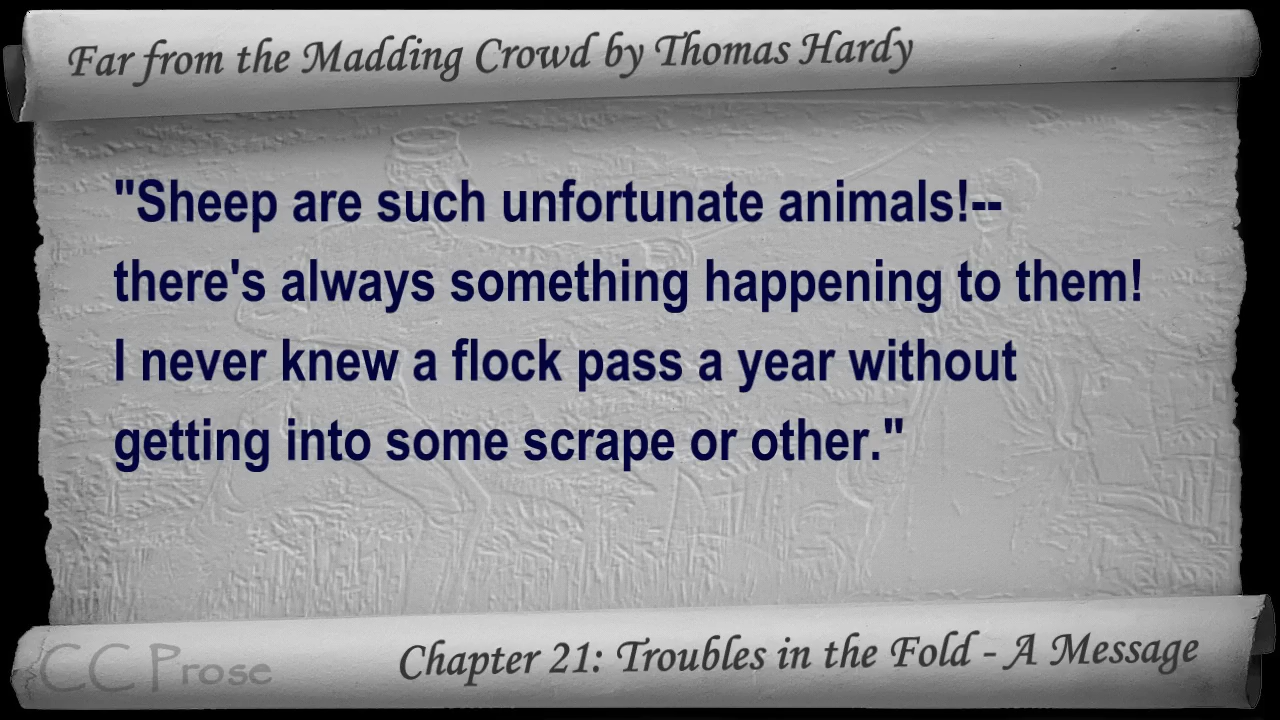 Far from the Madding Crowd by Thomas Hardy
"Sheep are such unfortunate animals!--
there's always something happening to them!
I never knew a flock pass a year without
getting into some scrape or other."
CC Prose
Chapter 21: Troubles in the Fold - A Message